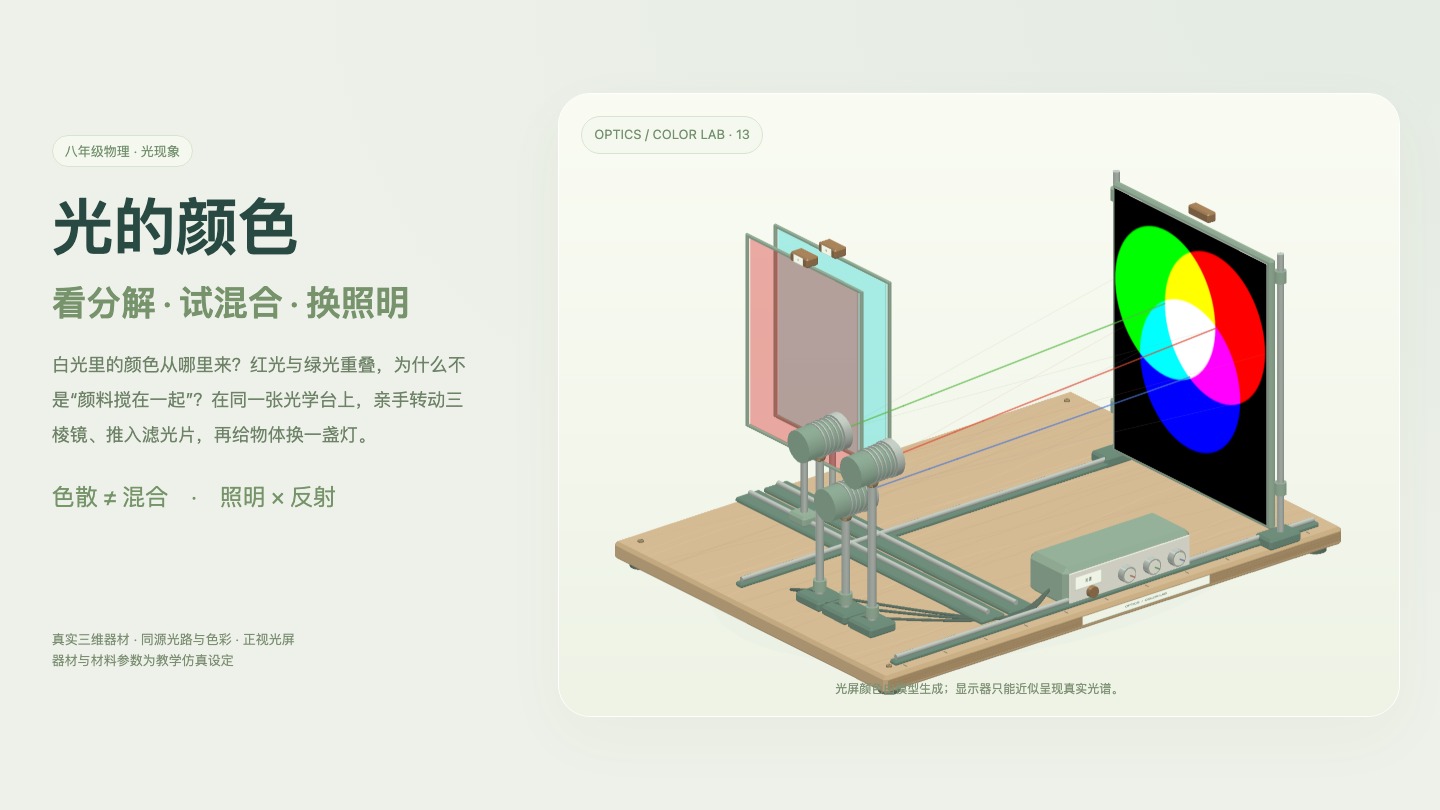 八年级物理 · 光现象
光的颜色
看分解 · 试混合 · 换照明
白光里的颜色从哪里来？红光与绿光重叠，为什么不
是“颜料搅在一起”？在同一张光学台上，亲手转动三
棱镜、推入滤光片，再给物体换一盏灯。
色散 ≠ 混合 · 照明 × 反射
真实三维器材 · 同源光路与色彩 · 正视光屏
器材与材料参数为教学仿真设定
OPTICS / COLOR LAB · 13
光屏颜色由模型生成；显示器只能近似呈现真实光谱。